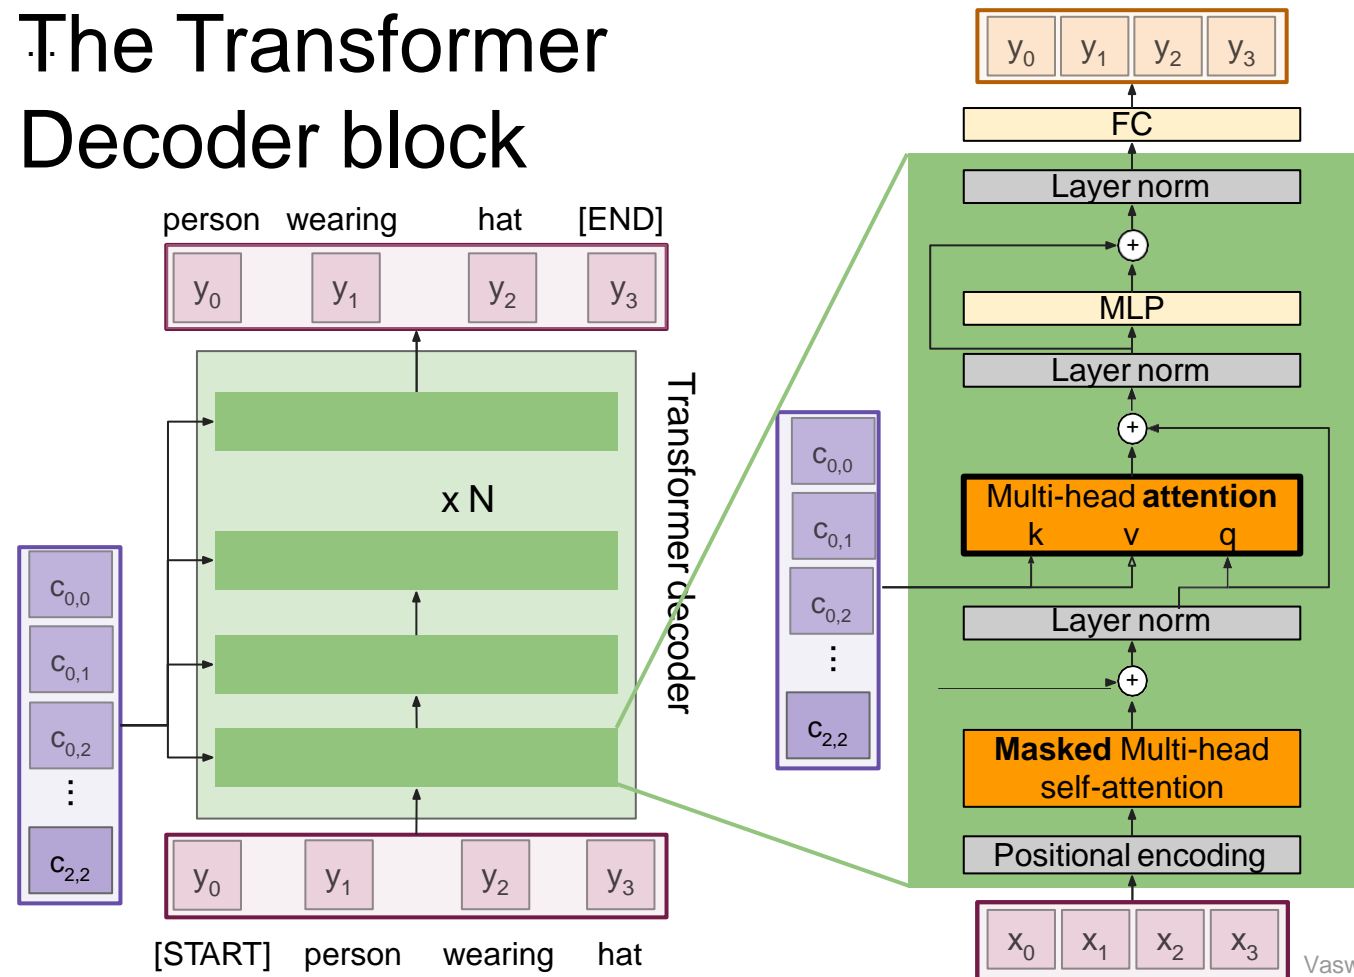 The Transformer
..
Decoder block
person wearing hat [END]
y0 y1 y2 y3
x N
Transformer decoder
c0,0
c0,1
c0,2
⋮
c2,2
y0 y1 y2 y3
[START] person wearing hat
y0 y1 y2 y3
FC
Layer norm
+
MLP
Layer norm
+
Multi-head attention
k v q
Layer norm
+
Masked Multi-head
self-attention
Positional encoding
x0 x1 x2 x3
c0,0
c0,1
c0,2
⋮
c2,2
Vasw